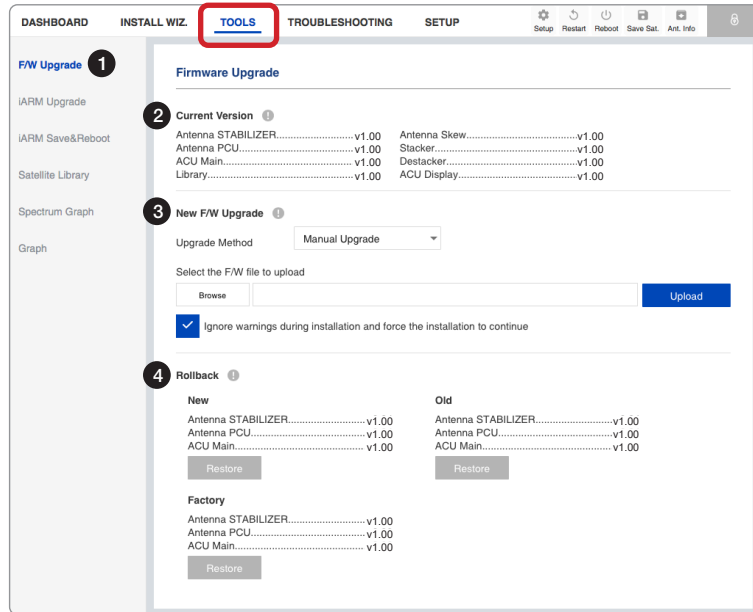 DASHBOARD INSTALL WIZ. TOOLS TROUBLESHOOTING SETUP
Setup Restart Reboot Save Sat. Ant. Info
F/W Upgrade 1
iARM Upgrade
iARM Save&Reboot
Satellite Library
Spectrum Graph
Graph
Firmware Upgrade
2 Current Version !
Antenna STABILIZER...........................v1.00 Antenna Skew.......................................v1.00
Antenna PCU........................................v1.00 Stacker..................................................v1.00
ACU Main............................................. v1.00 Destacker..............................................v1.00
Library...................................................v1.00 ACU Display..........................................v1.00
3 New F/W Upgrade !
Upgrade Method Manual Upgrade
Select the F/W file to upload
Browse Upload
Ignore warnings during installation and force the installation to continue
4 Rollback !
New Old
Antenna STABILIZER...........................v1.00 Antenna STABILIZER...........................v1.00
Antenna PCU........................................v1.00 Antenna PCU........................................v1.00
ACU Main............................................. v1.00 ACU Main............................................. v1.00
Restore Restore
Factory
Antenna STABILIZER...........................v1.00
Antenna PCU........................................v1.00
ACU Main............................................. v1.00
Restore